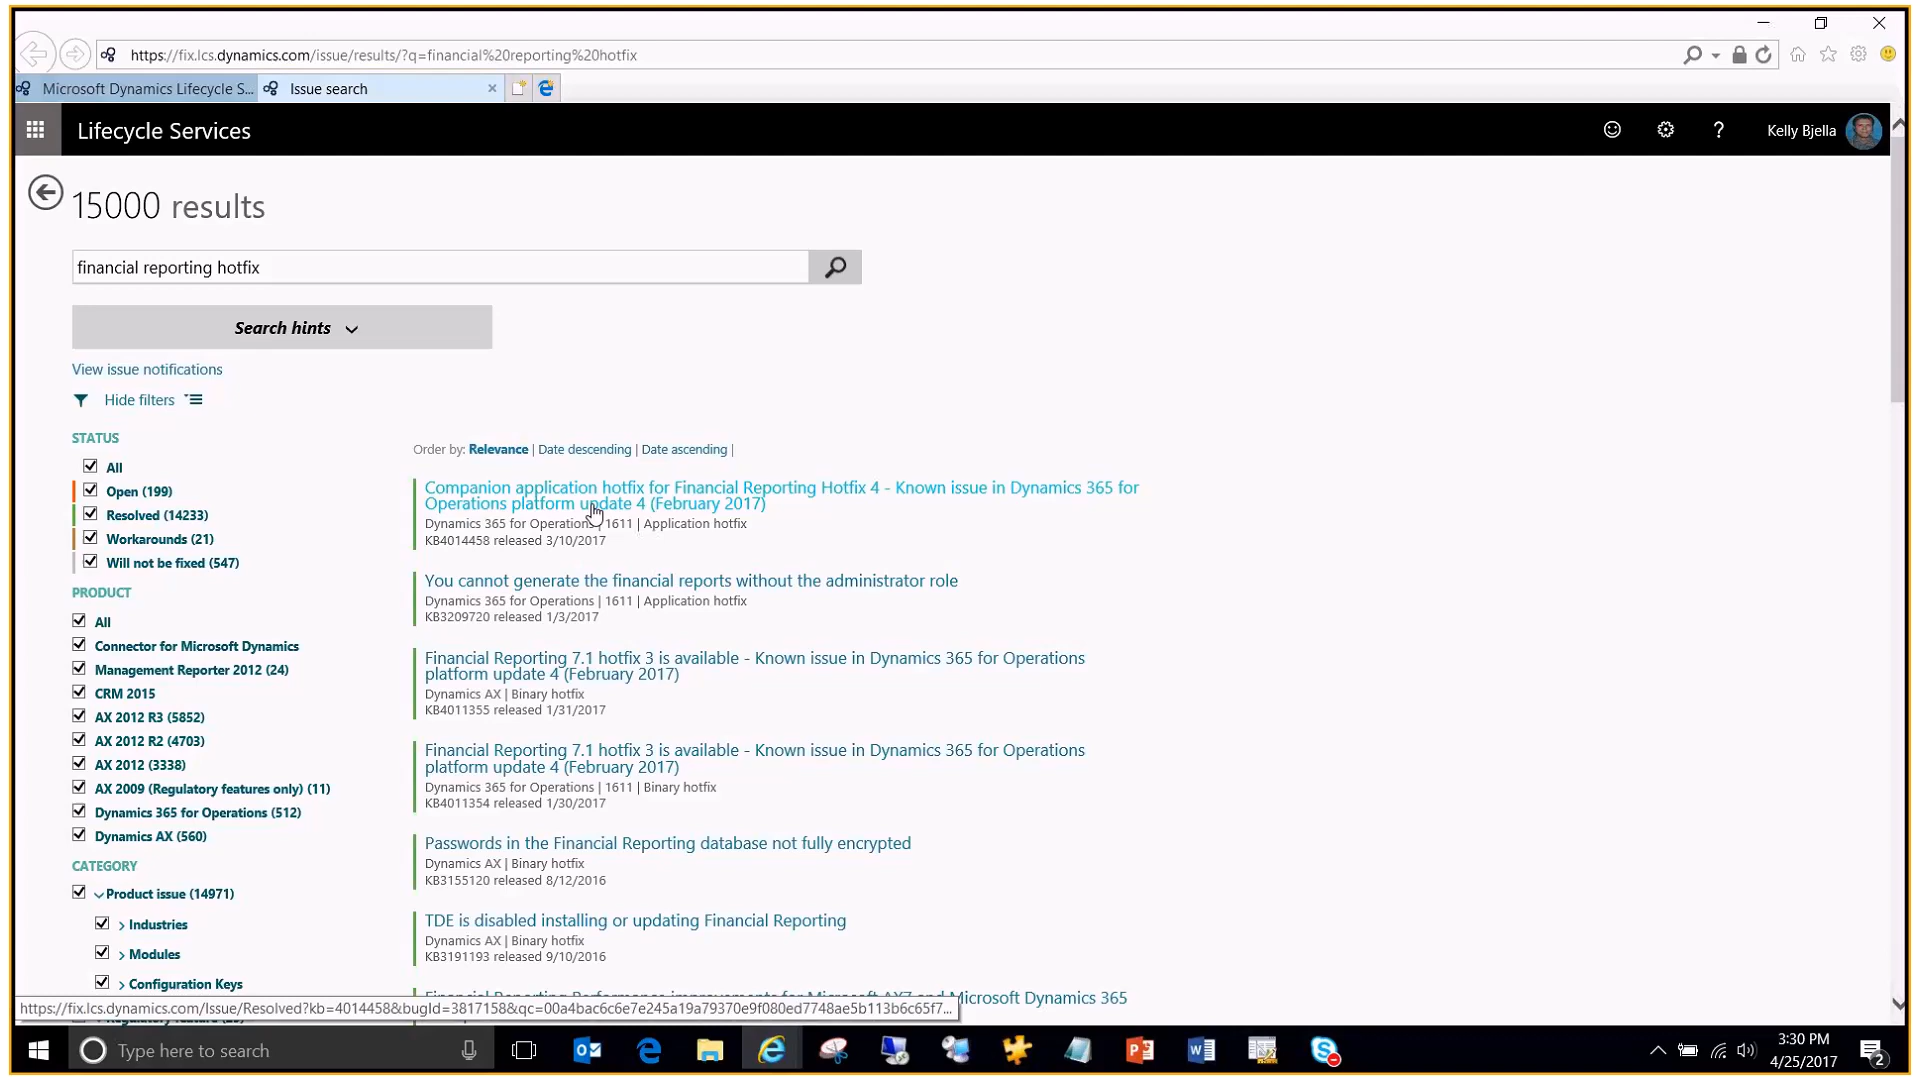 https://fix.lcs.dynamics.com/issue/results/?q=financial%20reporting%20hotfix
Microsoft Dynamics Lifecycle S...
Issue search
Lifecycle Services
Kelly Bjella
15000 results
financial reporting hotfix
Search hints
View issue notifications
Hide filters
STATUS
All
Open (199)
Resolved (14233)
Workarounds (21)
Will not be fixed (547)
PRODUCT
All
Connector for Microsoft Dynamics
Management Reporter 2012 (24)
CRM 2015
AX 2012 R3 (5852)
AX 2012 R2 (4703)
AX 2012 (3338)
AX 2009 (Regulatory features only) (11)
Dynamics 365 for Operations (512)
Dynamics AX (560)
CATEGORY
Product issue (14971)
Industries
Modules
Configuration Keys
Order by: Relevance | Date descending | Date ascending |
Companion application hotfix for Financial Reporting Hotfix 4 - Known issue in Dynamics 365 for
Operations platform update 4 (February 2017)
Dynamics 365 for Operations | 1611 | Application hotfix
KB4014458 released 3/10/2017
You cannot generate the financial reports without the administrator role
Dynamics 365 for Operations | 1611 | Application hotfix
KB3209720 released 1/3/2017
Financial Reporting 7.1 hotfix 3 is available - Known issue in Dynamics 365 for Operations
platform update 4 (February 2017)
Dynamics AX | Binary hotfix
KB4011355 released 1/31/2017
Financial Reporting 7.1 hotfix 3 is available - Known issue in Dynamics 365 for Operations
platform update 4 (February 2017)
Dynamics 365 for Operations | 1611 | Binary hotfix
KB4011354 released 1/30/2017
Passwords in the Financial Reporting database not fully encrypted
Dynamics AX | Binary hotfix
KB3155120 released 8/12/2016
TDE is disabled installing or updating Financial Reporting
Dynamics AX | Binary hotfix
KB3191193 released 9/10/2016
Financial Reporting Performance improvements for Microsoft AX7 and Microsoft Dynamics 365
https://fix.lcs.dynamics.com/Issue/Resolved?kb=4014458&bugId=3817158&qc=00a4bac6c6e7e245a19a79370e9f080ed7748ae5b113b6c65f7...
Type here to search
3:30 PM
4/25/2017
2